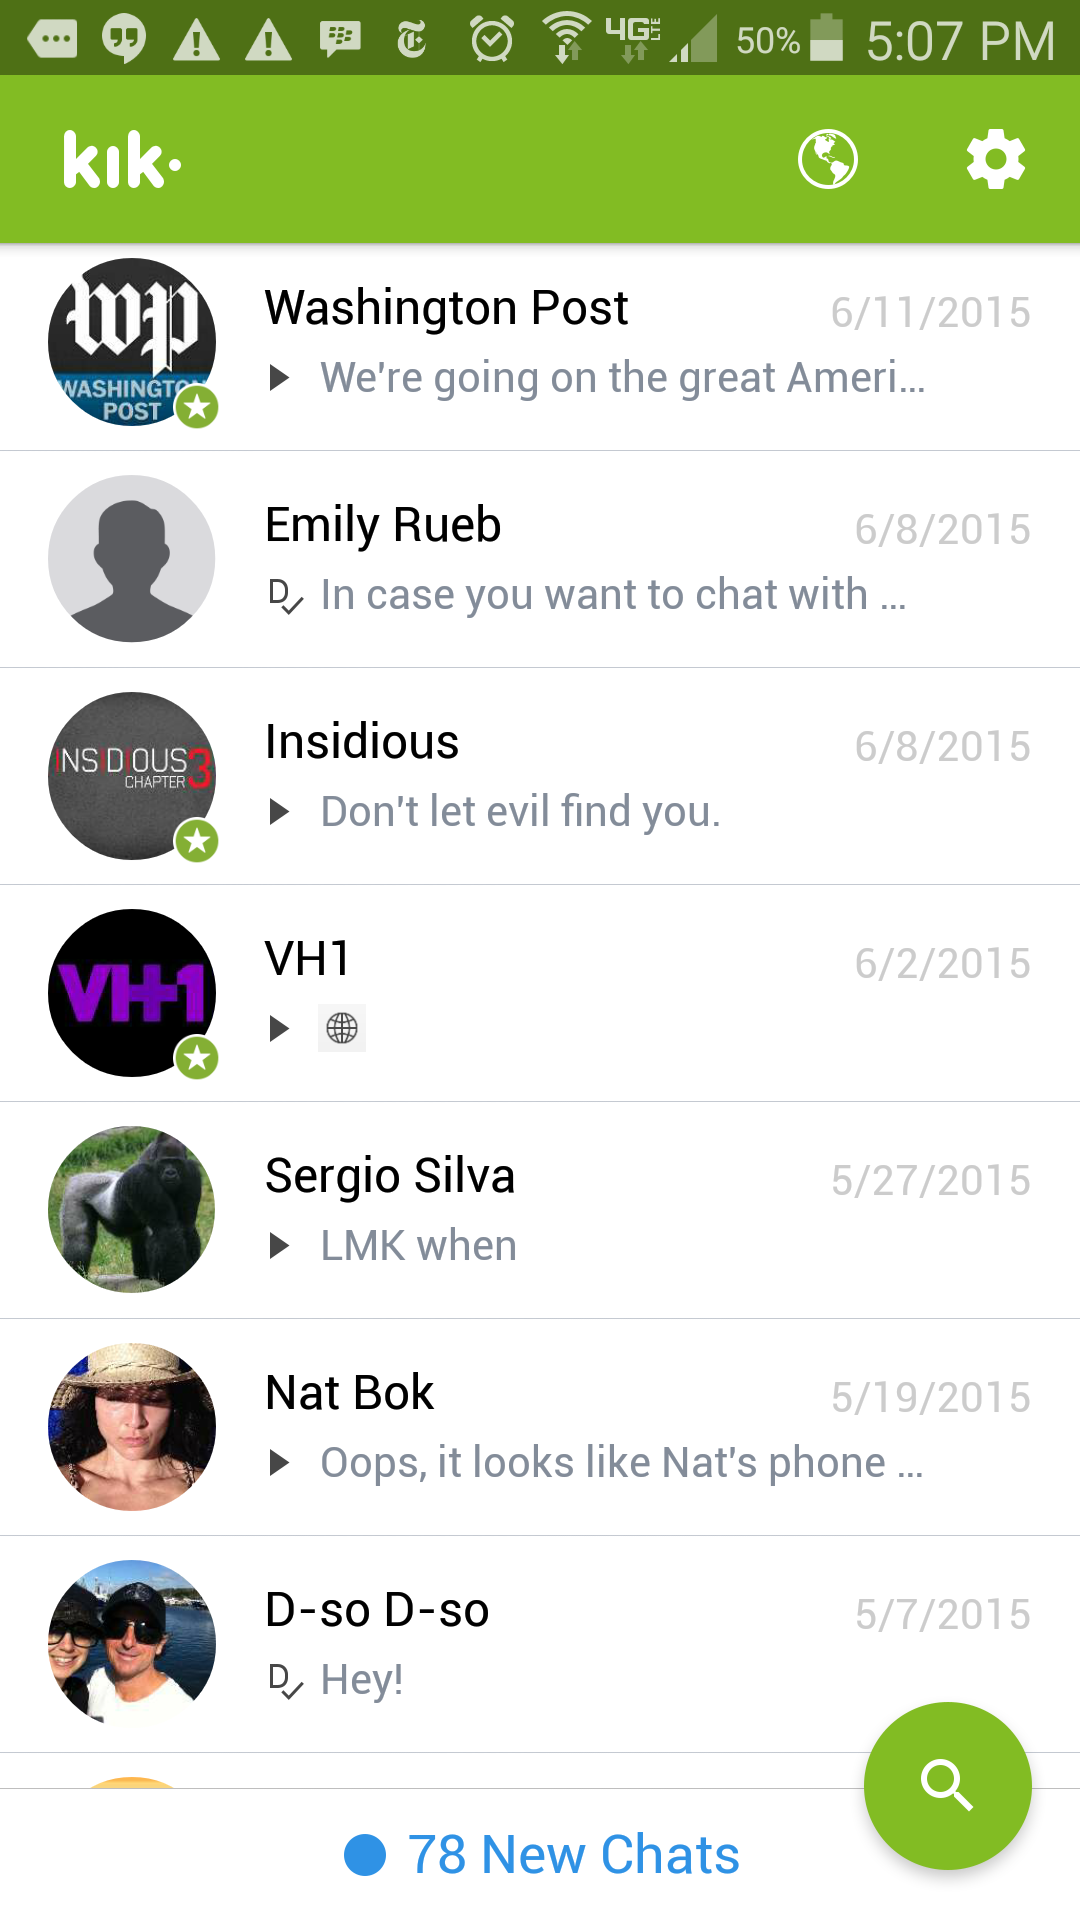 4G LTE 50% 5:07 PM
kik.
Washington Post 6/11/2015
We're going on the great Ameri...
wp
WASHINGTON
POST
Emily Rueb 6/8/2015
D In case you want to chat with ...
Insidious 6/8/2015
INSIDIOUS 3
CHAPTER
Don't let evil find you.
VH1 6/2/2015
VH1
Sergio Silva 5/27/2015
LMK when
Nat Bok 5/19/2015
Oops, it looks like Nat's phone ...
D-so D-so 5/7/2015
D Hey!
78 New Chats